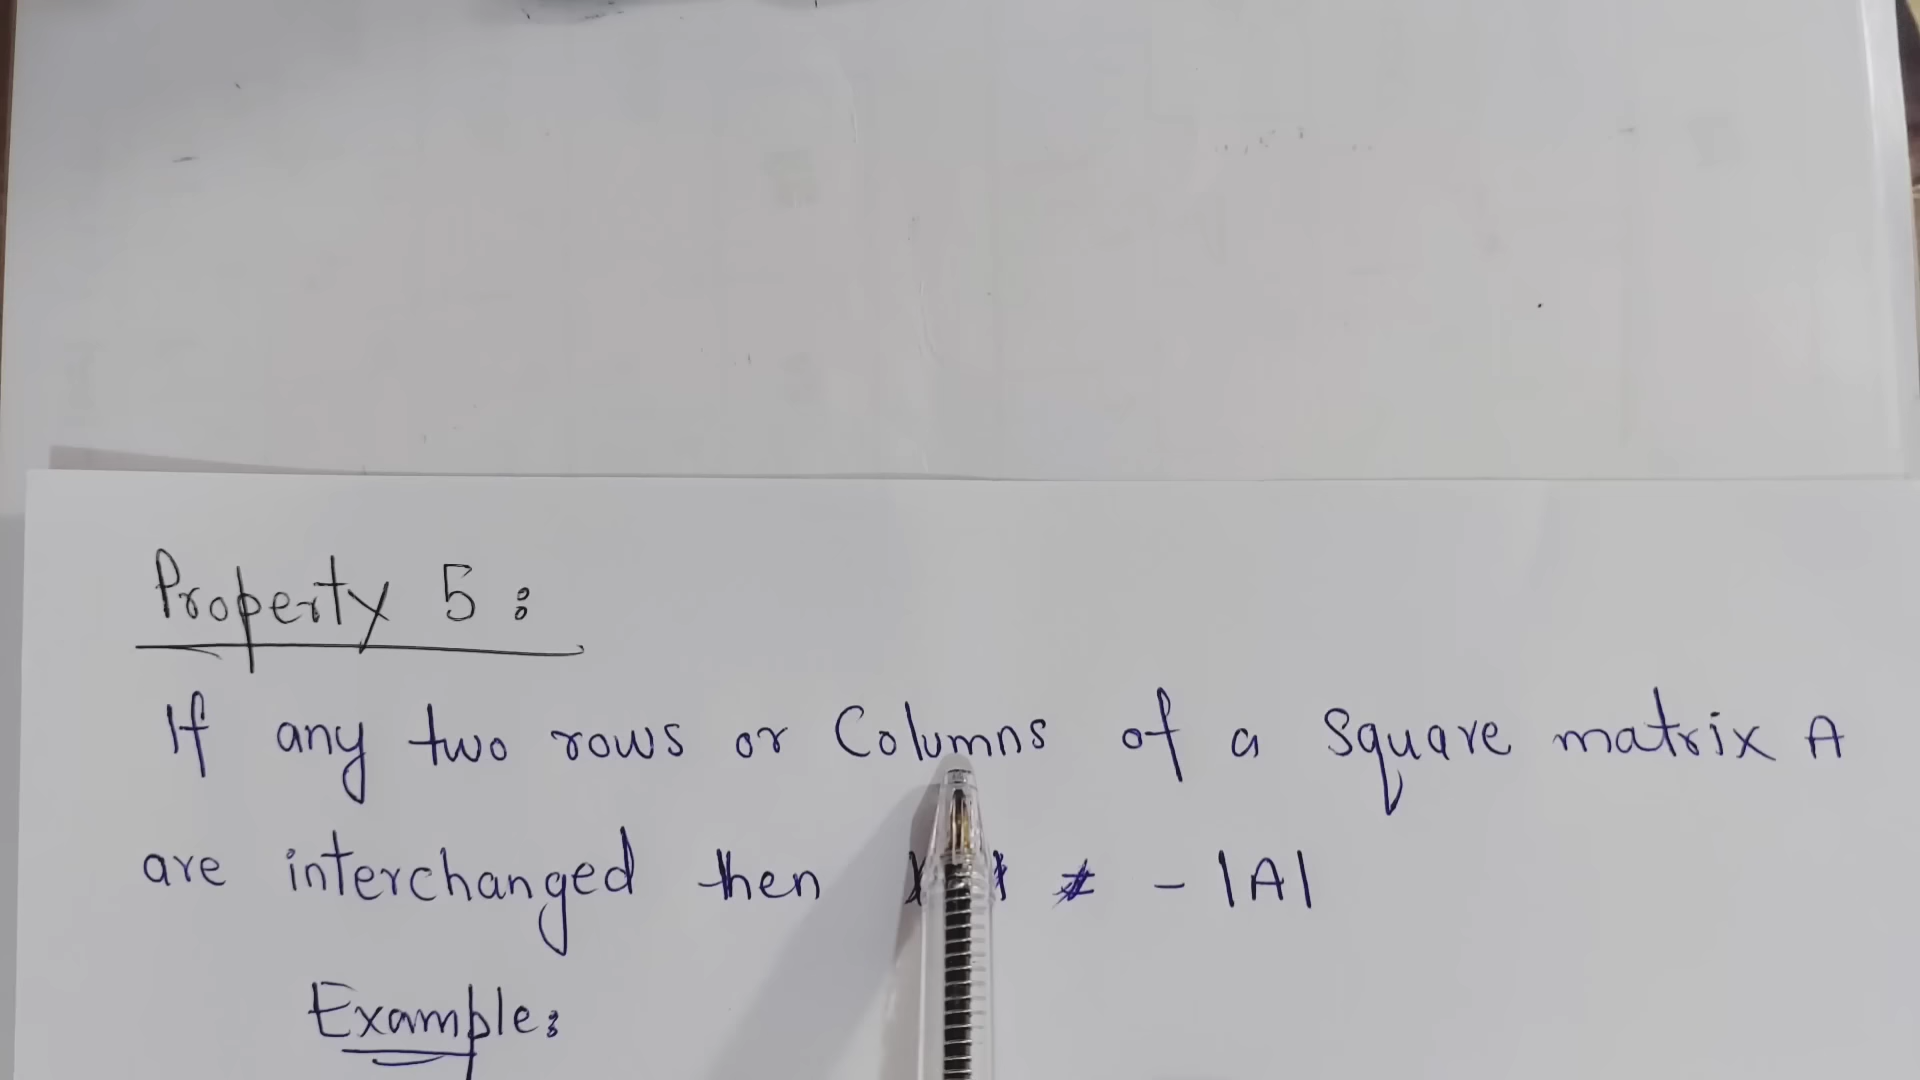 Property 5:
If any two rows or Columns of a square matrix A
are interchanged then - |A|
Example: